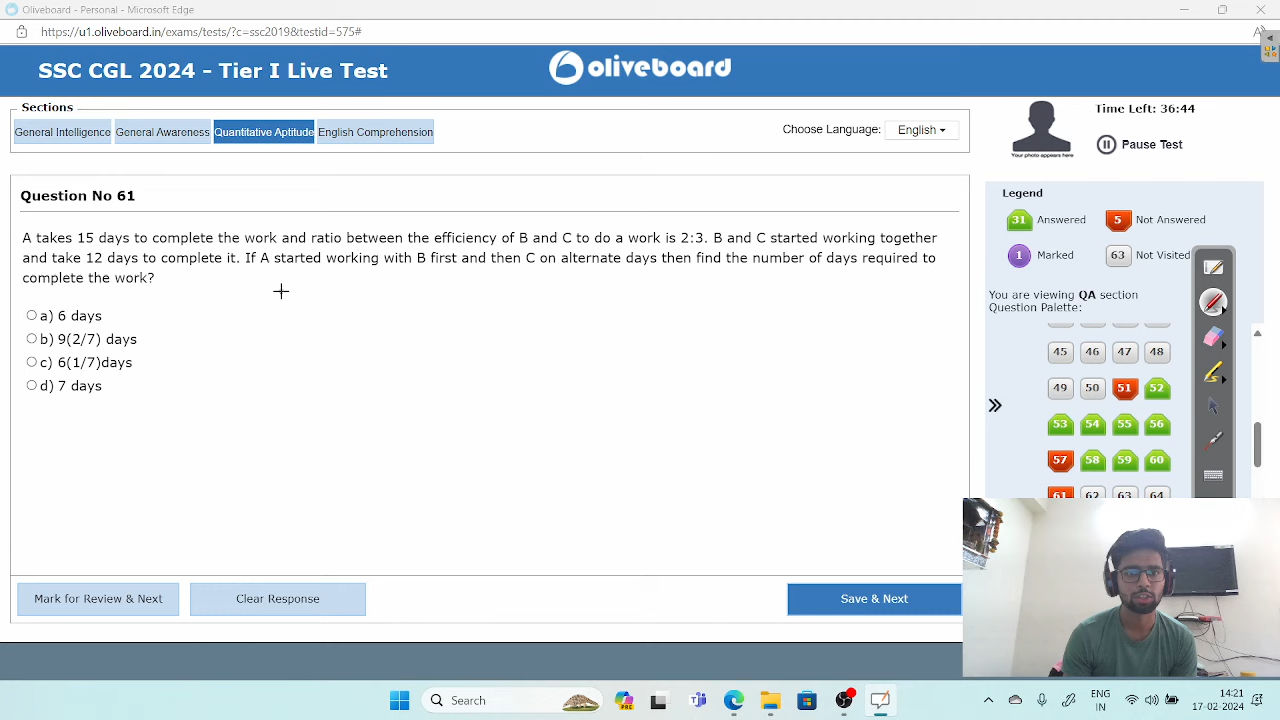 Oliveboard - Personal - Microsoft Edge
https://u1.oliveboard.in/exams/tests/?c=ssc2019&testid=575#
SSC CGL 2024 - Tier I Live Test
oliveboard
Sections
General Intelligence
General Awareness
Quantitative Aptitude
English Comprehension
Choose Language: English
Your photo appears here
Time Left: 36:44
Pause Test
Question No 61
A takes 15 days to complete the work and ratio between the efficiency of B and C to do a work is 2:3. B and C started working together
and take 12 days to complete it. If A started working with B first and then C on alternate days then find the number of days required to
complete the work?
a) 6 days
b) 9(2/7) days
c) 6(1/7)days
d) 7 days
Legend
31 Answered
5 Not Answered
1 Marked
63 Not Visited
You are viewing QA section
Question Palette:
45 46 47 48
49 50 51 52
53 54 55 56
57 58 59 60
61 62 63 64
Mark for Review & Next
Clear Response
Save & Next
Search
PRE
ENG
IN
14:21
17-02-2024